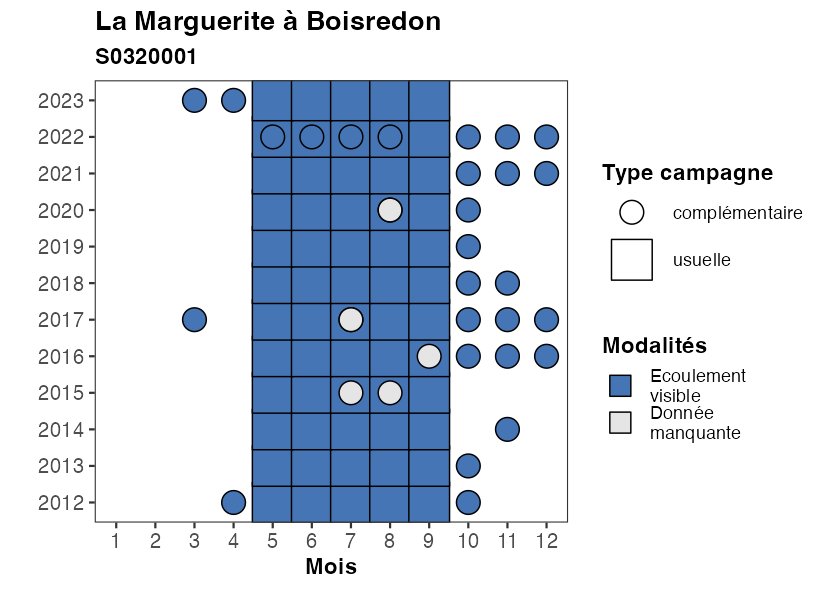 La Marguerite à Boisredon
S0320001
2023
2022
2021
2020
2019
2018
2017
2016
2015
2014
2013
2012
1 2 3 4 5 6 7 8 9 10 11 12
Mois
Type campagne
complémentaire
usuelle
Modalités
Ecoulement
visible
Donnée
manquante